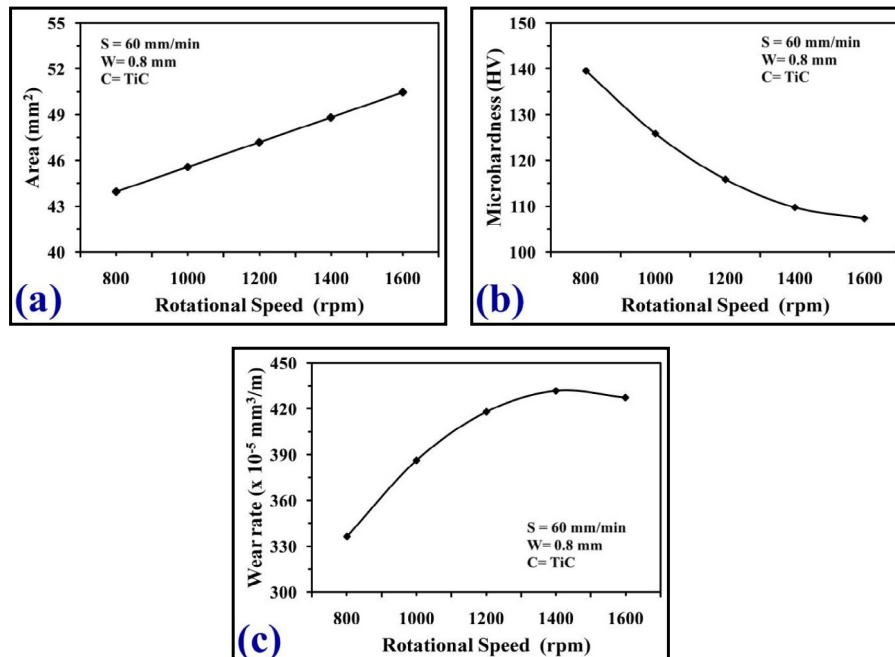 55
52
49
46
43
40
Area (mm²)
S = 60 mm/min
W= 0.8 mm
C= TiC
800 1000 1200 1400 1600
(a)
Rotational Speed (rpm)
150
140
130
120
110
100
Microhardness (HV)
S = 60 mm/min
W= 0.8 mm
C= TiC
800 1000 1200 1400 1600
(b)
Rotational Speed (rpm)
450
420
390
360
330
300
Wear rate (x 10⁻⁵ mm³/m)
S = 60 mm/min
W= 0.8 mm
C= TiC
800 1000 1200 1400 1600
(c)
Rotational Speed (rpm)